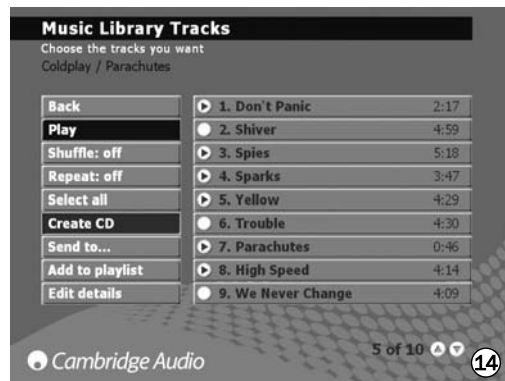 Music Library Tracks
Choose the tracks you want
Coldplay / Parachutes
Back
Play
Shuffle: off
Repeat: off
Select all
Create CD
Send to...
Add to playlist
Edit details
1. Don't Panic 2:17
2. Shiver 4:59
3. Spies 5:18
4. Sparks 3:47
5. Yellow 4:29
6. Trouble 4:30
7. Parachutes 0:46
8. High Speed 4:14
9. We Never Change 4:09
5 of 10
Cambridge Audio
14